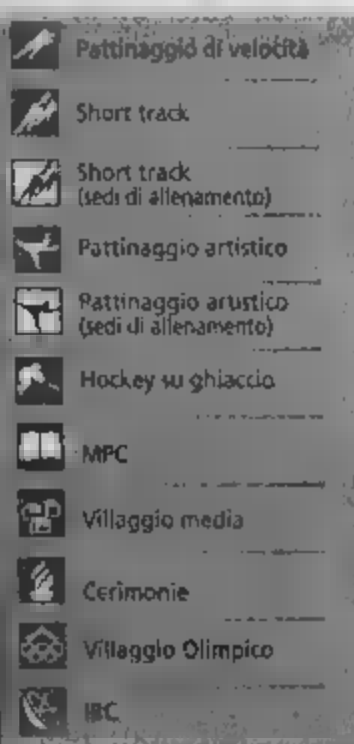 Pattinaggio di velocità
Short track
Short track
(sedi di allenamento)
Pattinaggio artistico
Pattinaggio artistico
(sedi di allenamento)
Hockey su ghiaccio
MPC
Villaggio media
Cerimonie
Villaggio Olimpico
IBC